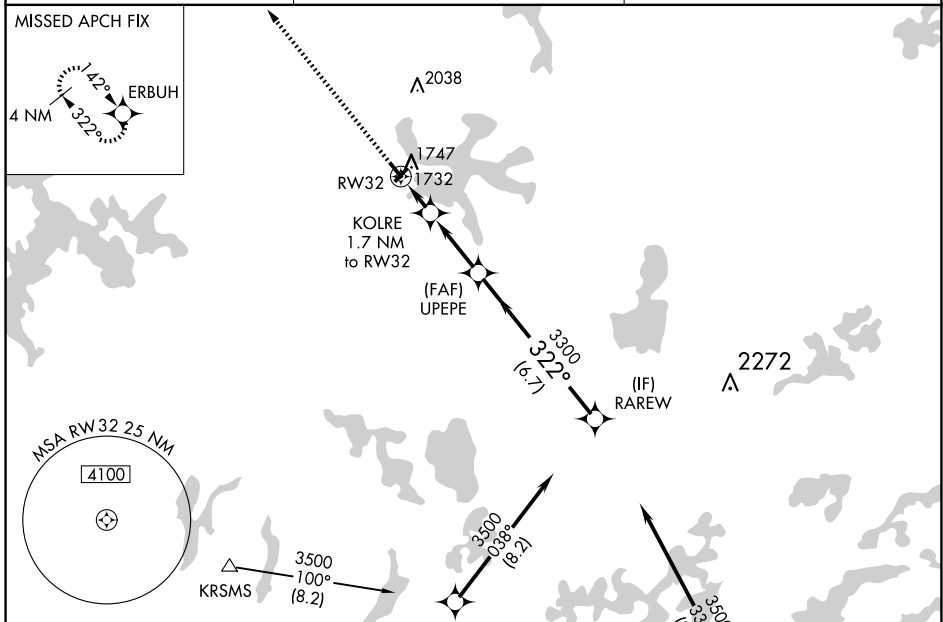 MISSED APCH FIX
142°
ERBUH
4 NM
322°
2038
1747
RW32
1732
KOLRE
1.7 NM
to RW32
(FAF)
UPEPE
3300
322°
(6.7)
2272
(IF)
RAREW
MSA RW32 25 NM
4100
3500
038°
(8.2)
KRSMS
3500
100°
(8.2)
3500